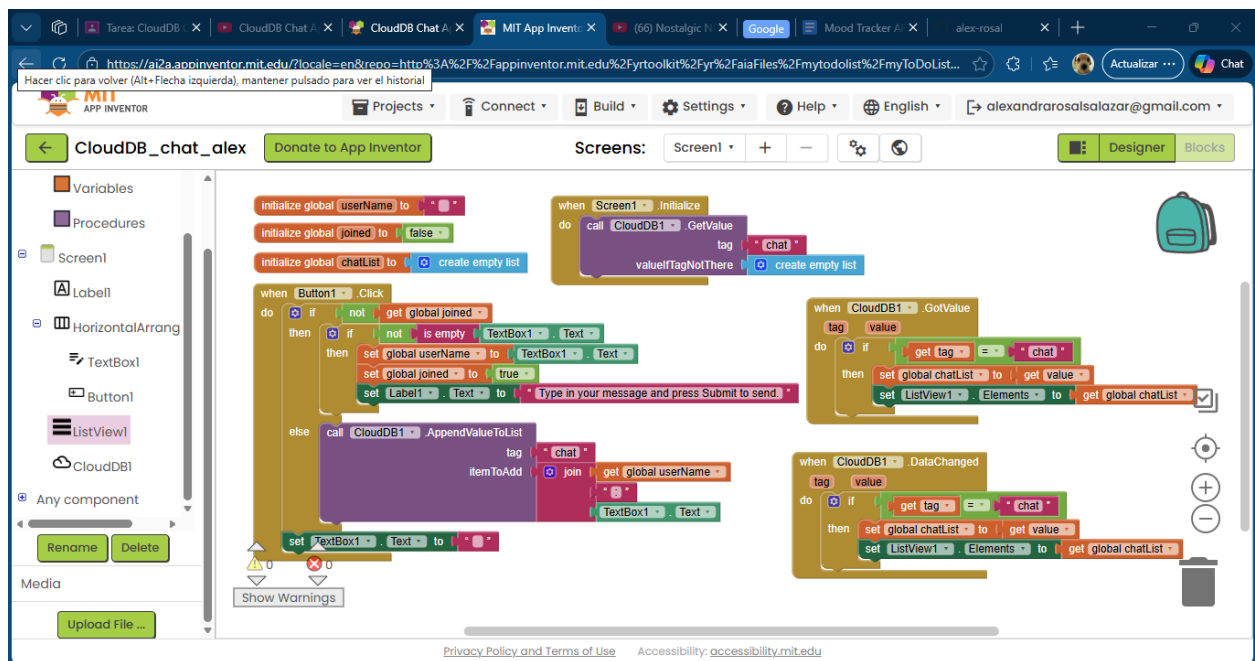 Tarea: CloudDB C
CloudDB Chat A
CloudDB Chat A
MIT App Invento
(66) Nostalgic N
Google
Mood Tracker AI
alex-rosal
https://ai2a.appinventor.mit.edu/?locale=en&repo=http%3A%2F%2Fappinventor.mit.edu%2Fyrtoolkit%2Fyr%2FaiaFiles%2Fmytodolist%2FmyToDoList...
Actualizar ...
Chat
Hacer clic para volver (Alt+Flecha izquierda), mantener pulsado para ver el historial
MIT
APP INVENTOR
Projects
Connect
Build
Settings
Help
English
alexandrarosalsalazar@gmail.com
CloudDB_chat_alex
Donate to App Inventor
Screens:
Screen1
Designer
Blocks
Variables
Procedures
Screen1
Label1
HorizontalArrang
TextBox1
Button1
ListView1
CloudDB1
Any component
Rename
Delete
Media
Upload File ...
initialize global userName to " "
initialize global joined to false
initialize global chatList to create empty list
when Button1 .Click
do if not get global joined
then if not is empty TextBox1 . Text
then set global userName to TextBox1 . Text
set global joined to true
set Label1 . Text to " Type in your message and press Submit to send. "
else call CloudDB1 .AppendValueToList
tag " chat "
itemToAdd join get global userName
" : "
TextBox1 . Text
set TextBox1 . Text to " "
0
0
Show Warnings
when Screen1 .Initialize
do call CloudDB1 .GetValue
tag " chat "
valueIfTagNotThere create empty list
when CloudDB1 .GotValue
tag value
do if get tag = " chat "
then set global chatList to get value
set ListView1 . Elements to get global chatList
when CloudDB1 .DataChanged
tag value
do if get tag = " chat "
then set global chatList to get value
set ListView1 . Elements to get global chatList
Privacy Policy and Terms of Use
Accessibility: accessibility.mit.edu